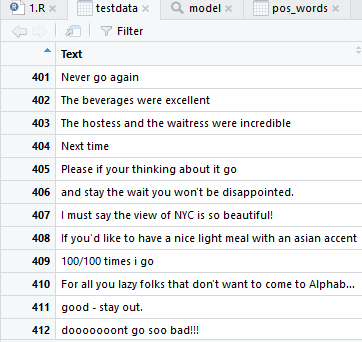 1.R testdata model pos_words
Filter
Text
401 Never go again
402 The beverages were excellent
403 The hostess and the waitress were incredible
404 Next time
405 Please if your thinking about it go
406 and stay the wait you won't be disappointed.
407 I must say the view of NYC is so beautiful!
408 If you'd like to have a nice light meal with an asian accent
409 100/100 times i go
410 For all you lazy folks that don't want to come to Alphab...
411 good - stay out.
412 dooooooont go soo bad!!!